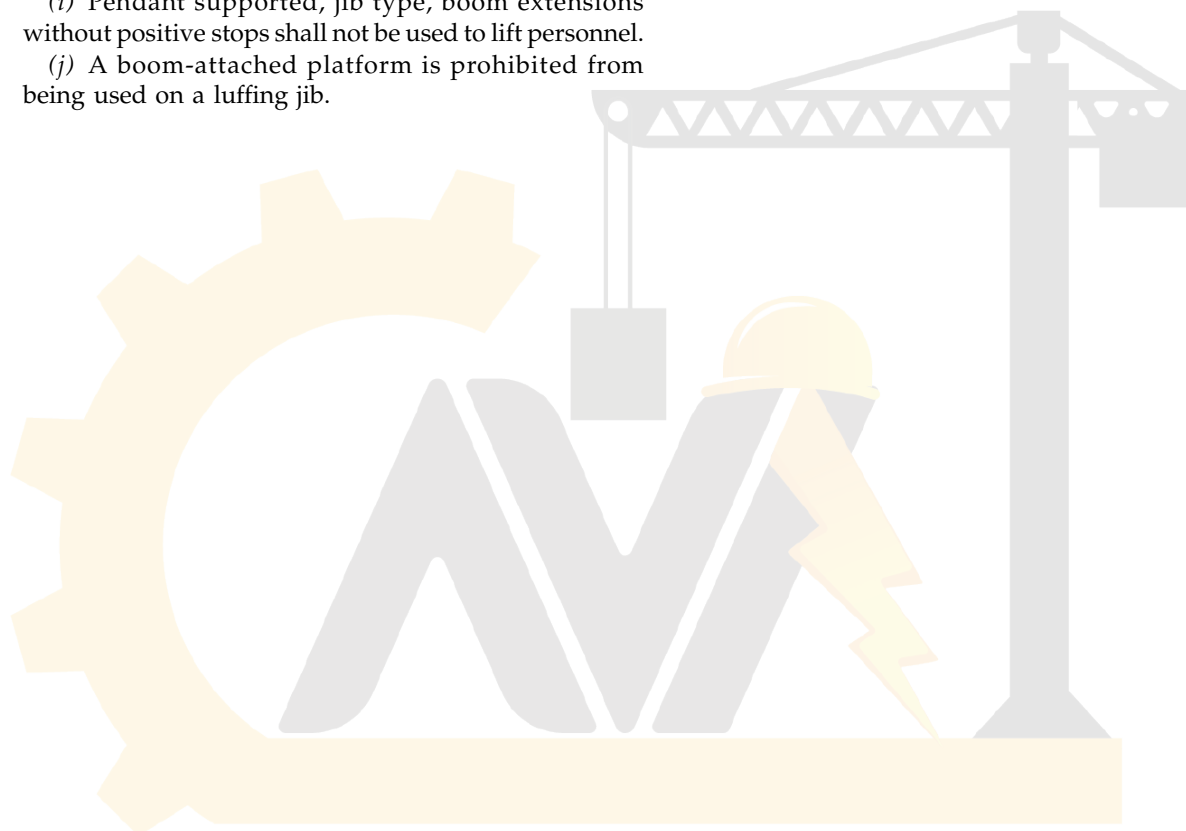 (i) Pendant supported, jib type, boom extensions
without positive stops shall not be used to lift personnel.
(j) A boom-attached platform is prohibited from
being used on a luffing jib.